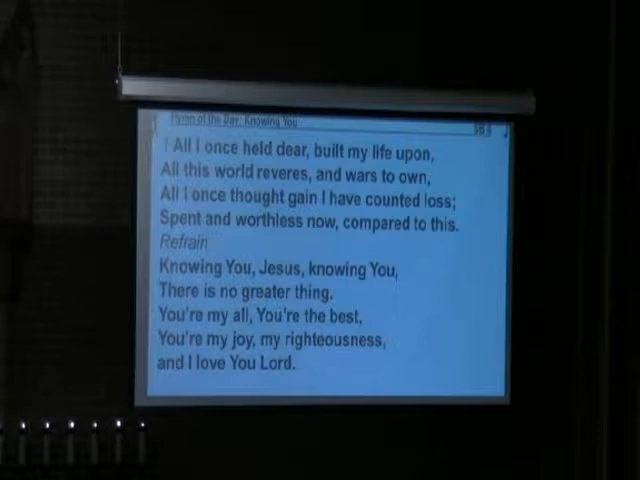 Hymn of the Day: Knowing You
1 All I once held dear, built my life upon,
All this world reveres, and wars to own,
All I once thought gain I have counted loss;
Spent and worthless now, compared to this.
Refrain
Knowing You, Jesus, knowing You,
There is no greater thing.
You're my all, You're the best,
You're my joy, my righteousness,
and I love You Lord.